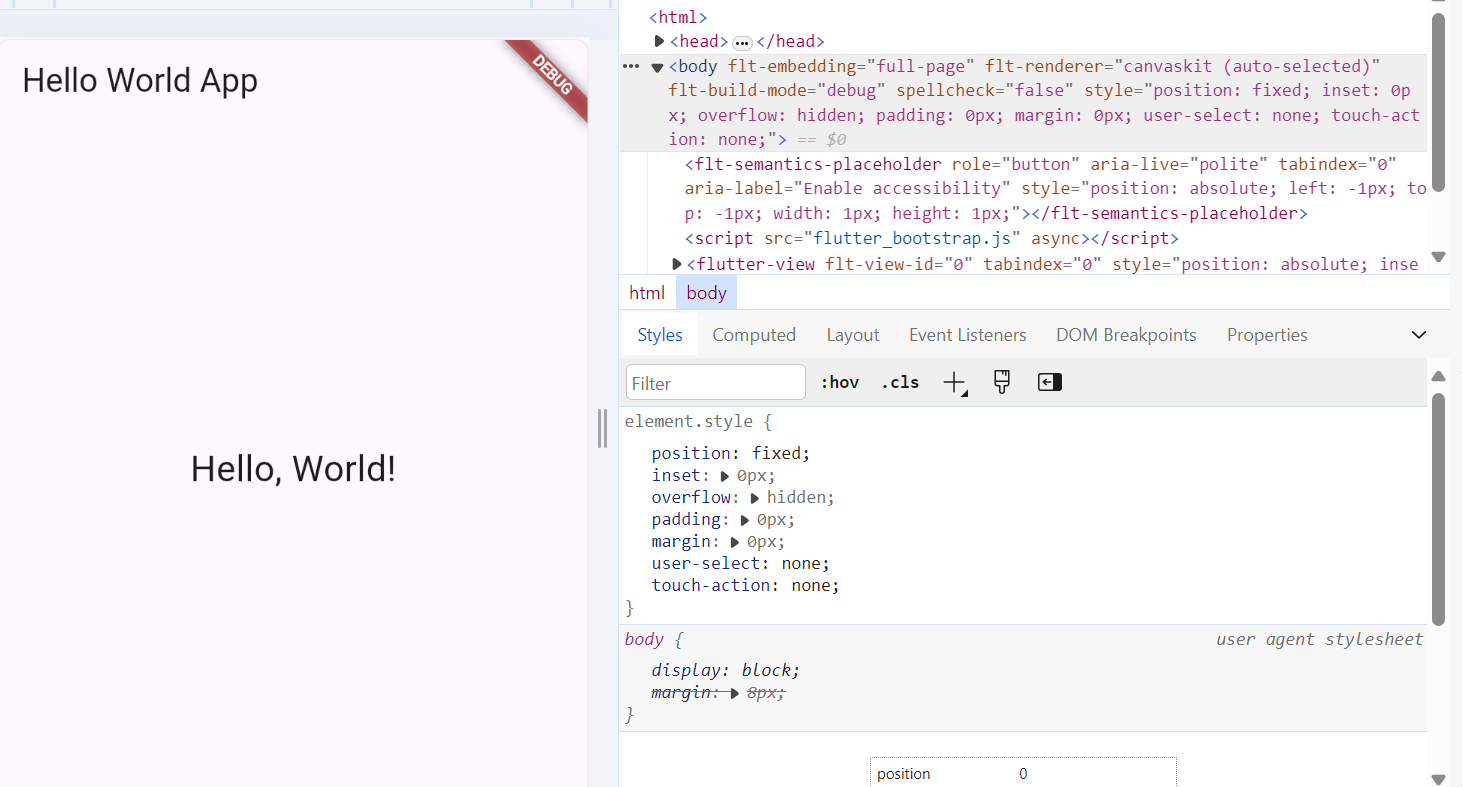 Hello World App
DEBUG
Hello, World!
<html>
<head> ••• </head>
••• <body flt-embedding="full-page" flt-renderer="canvaskit (auto-selected)"
flt-build-mode="debug" spellcheck="false" style="position: fixed; inset: 0p
x; overflow: hidden; padding: 0px; margin: 0px; user-select: none; touch-act
ion: none;"> == $0
<flt-semantics-placeholder role="button" aria-live="polite" tabindex="0"
aria-label="Enable accessibility" style="position: absolute; left: -1px; to
p: -1px; width: 1px; height: 1px;"></flt-semantics-placeholder>
<script src="flutter_bootstrap.js" async></script>
<flutter-view flt-view-id="0" tabindex="0" style="position: absolute; inse
html body
Styles Computed Layout Event Listeners DOM Breakpoints Properties
Filter :hov .cls
element.style {
position: fixed;
inset: 0px;
overflow: hidden;
padding: 0px;
margin: 0px;
user-select: none;
touch-action: none;
}
body { user agent stylesheet
display: block;
margin: 8px;
}
position 0